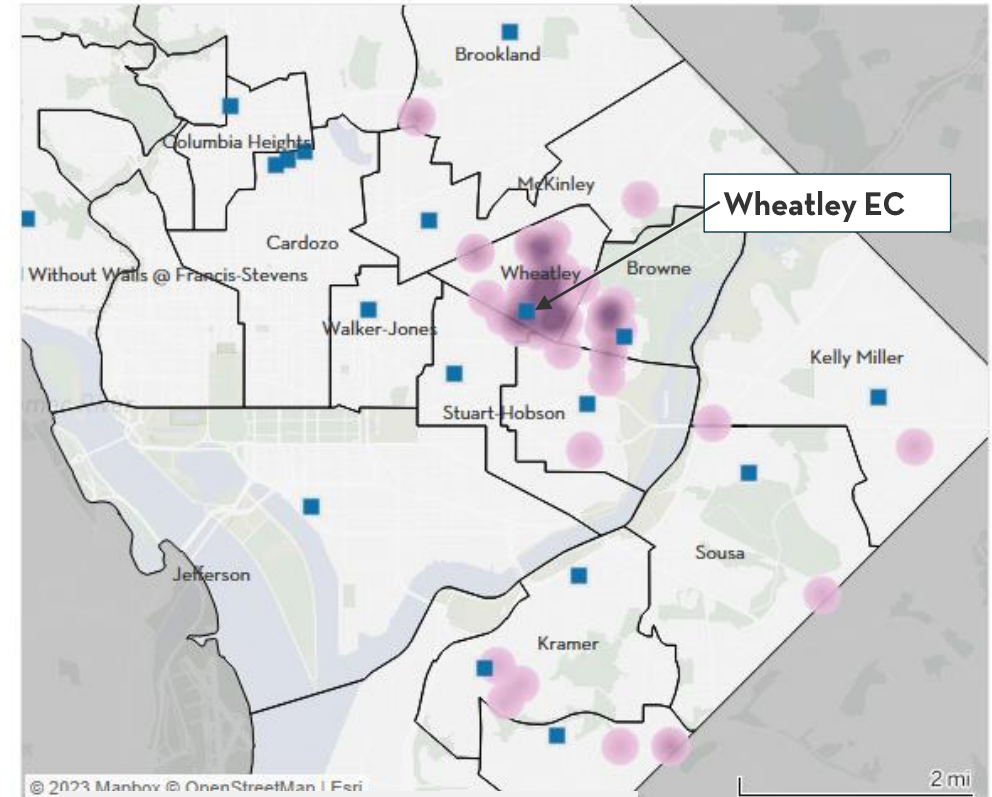 Brookland
Columbia Heights
McKinley
Wheatley EC
Cardozo
Without Walls @ Francis-Stevens
Wheatley
Browne
Walker-Jones
Kelly Miller
Stuart-Hobson
Sousa
Jefferson
Kramer
2 mi
© 2023 Mapbox © OpenStreetMap | Esri